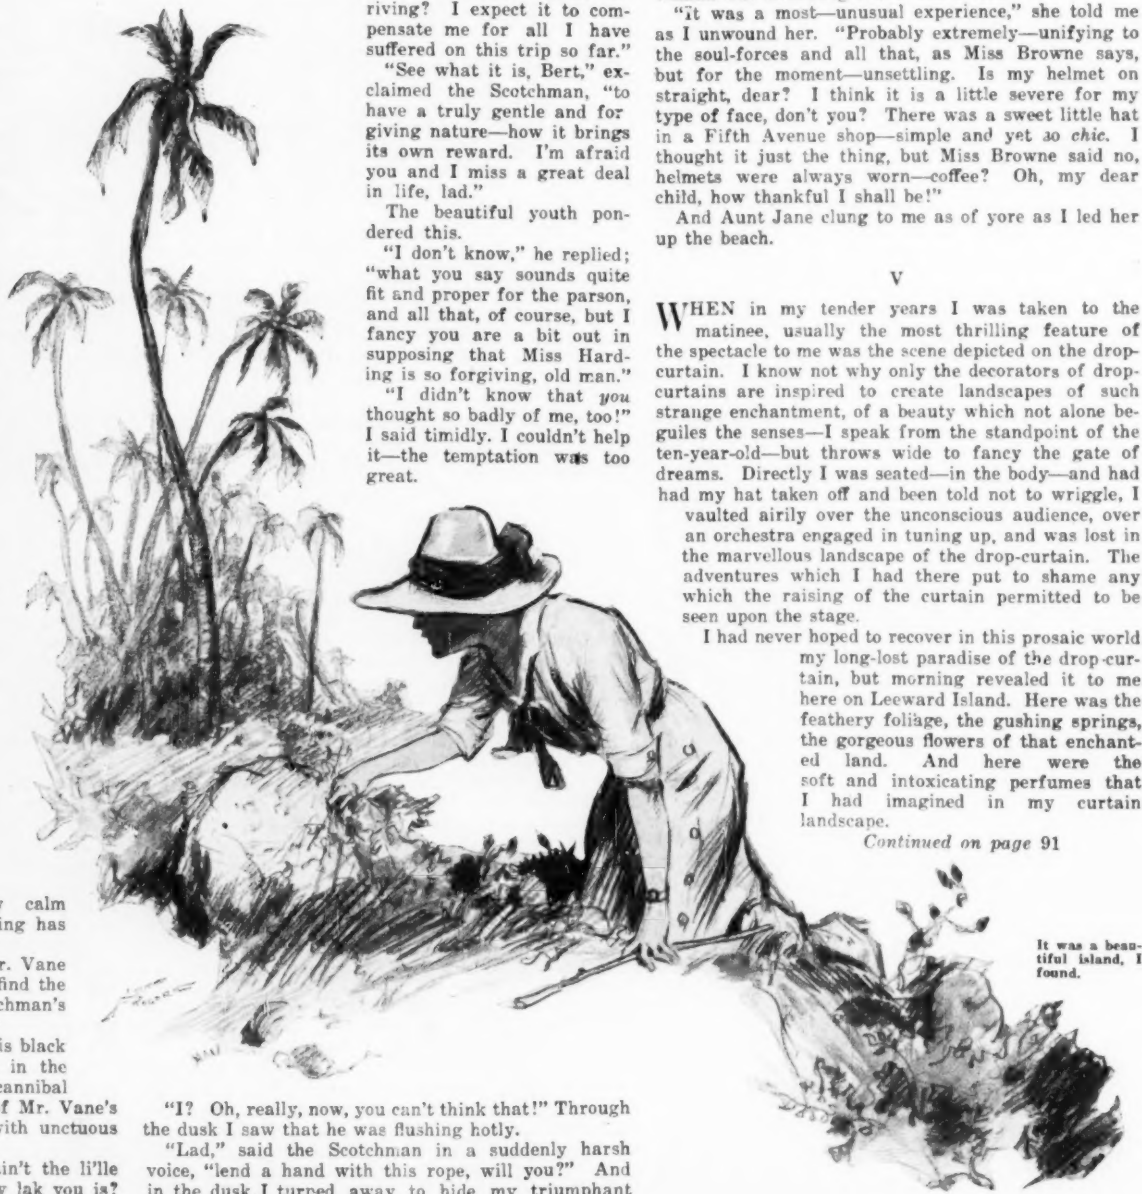 y calm
ing has
r. Vane
find the
chman's
is black
in the
cannibal
f Mr. Vane's
with unctuous
in't the li'lle
y lak you is?
riving? I expect it to com-
pensate me for all I have
suffered on this trip so far."
"See what it is, Bert," ex-
claimed the Scotchman, "to
have a truly gentle and for
giving nature—how it brings
its own reward. I'm afraid
you and I miss a great deal
in life, lad."
The beautiful youth pon-
dered this.
"I don't know," he replied;
"what you say sounds quite
fit and proper for the parson,
and all that, of course, but I
fancy you are a bit out in
supposing that Miss Hard-
ing is so forgiving, old man."
"I didn't know that you
thought so badly of me, too!"
I said timidly. I couldn't help
it—the temptation was too
great.
"I? Oh, really, now, you can't think that!" Through
the dusk I saw that he was flushing hotly.
"Lad," said the Scotchman in a suddenly harsh
voice, "lend a hand with this rope, will you?" And
in the dusk I turned away to hide my triumphant
"It was a most—unusual experience," she told me
as I unwound her. "Probably extremely—unifying to
the soul-forces and all that, as Miss Browne says,
but for the moment—unsettling. Is my helmet on
straight, dear? I think it is a little severe for my
type of face, don't you? There was a sweet little hat
in a Fifth Avenue shop—simple and yet so chic. I
thought it just the thing, but Miss Browne said no,
helmets were always worn—coffee? Oh, my dear
child, how thankful I shall be!"
And Aunt Jane clung to me as of yore as I led her
up the beach.
V
WHEN in my tender years I was taken to the
matinee, usually the most thrilling feature of
the spectacle to me was the scene depicted on the drop-
curtain. I know not why only the decorators of drop-
curtains are inspired to create landscapes of such
strange enchantment, of a beauty which not alone be-
guiles the senses—I speak from the standpoint of the
ten-year-old—but throws wide to fancy the gate of
dreams. Directly I was seated—in the body—and had
had my hat taken off and been told not to wriggle, I
vaulted airily over the unconscious audience, over
an orchestra engaged in tuning up, and was lost in
the marvellous landscape of the drop-curtain. The
adventures which I had there put to shame any
which the raising of the curtain permitted to be
seen upon the stage.
I had never hoped to recover in this prosaic world
my long-lost paradise of the drop-cur-
tain, but morning revealed it to me
here on Leeward Island. Here was the
feathery foliage, the gushing springs,
the gorgeous flowers of that enchant-
ed land. And here were the
soft and intoxicating perfumes that
I had imagined in my curtain
landscape.
Continued on page 91
It was a beau-
tiful island, I
found.